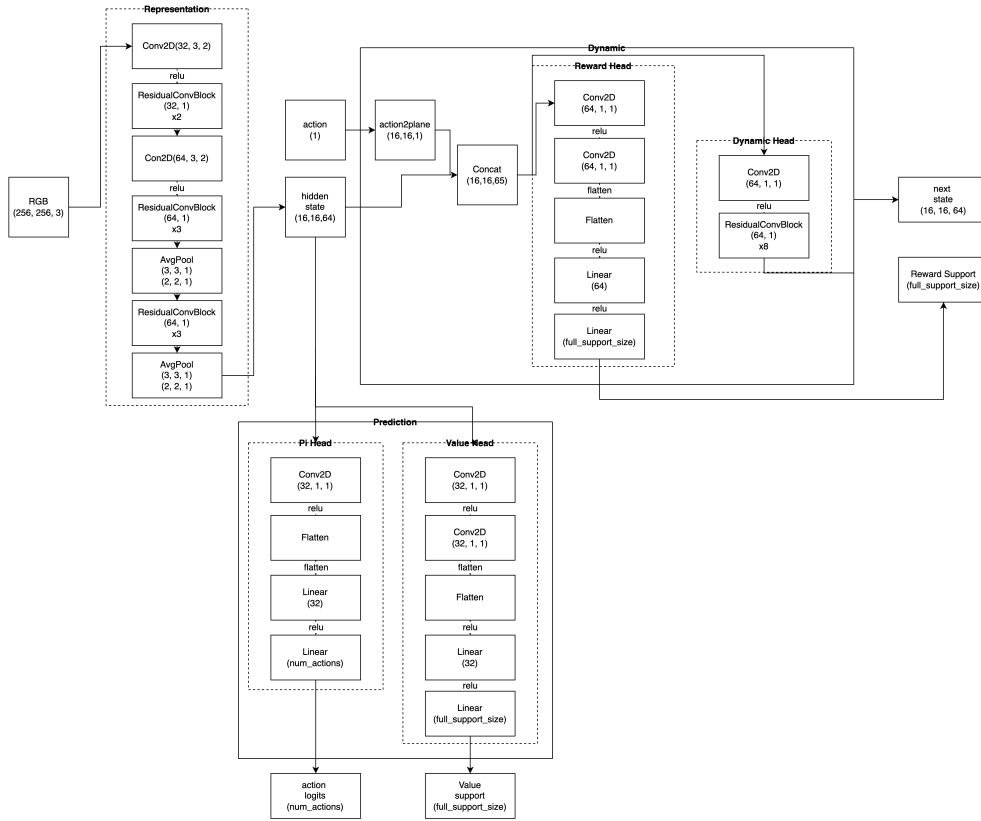 Representation
Conv2D(32, 3, 2)
relu
ResidualConvBlock
(32, 1)
x2
Con2D(64, 3, 2)
relu
ResidualConvBlock
(64, 1)
x3
AvgPool
(3, 3, 1)
(2, 2, 1)
ResidualConvBlock
(64, 1)
x3
AvgPool
(3, 3, 1)
(2, 2, 1)
RGB
(256, 256, 3)
action
(1)
action2plane
(16,16,1)
hidden
state
(16,16,64)
Concat
(16,16,65)
Dynamic
Reward Head
Conv2D
(64, 1, 1)
relu
Conv2D
(64, 1, 1)
flatten
Flatten
relu
Linear
(64)
relu
Linear
(full_support_size)
Dynamic Head
Conv2D
(64, 1, 1)
relu
ResidualConvBlock
(64, 1)
x8
next
state
(16, 16, 64)
Reward Support
(full_support_size)
Prediction
Pi Head
Conv2D
(32, 1, 1)
relu
Flatten
flatten
Linear
(32)
relu
Linear
(num_actions)
Value Head
Conv2D
(32, 1, 1)
relu
Conv2D
(32, 1, 1)
flatten
Flatten
relu
Linear
(32)
relu
Linear
(full_support_size)
action
logits
(num_actions)
Value
support
(full_support_size)